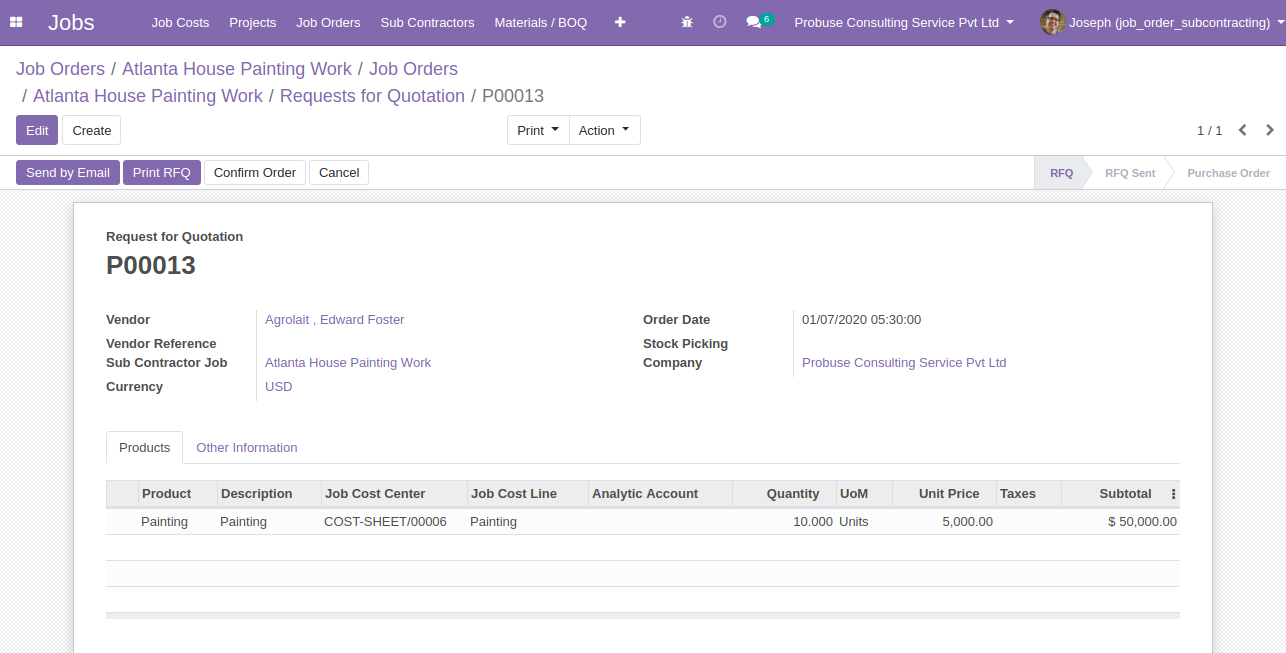 Jobs Job Costs Projects Job Orders Sub Contractors Materials / BOQ 6 Probuse Consulting Service Pvt Ltd Joseph (job_order_subcontracting)
Job Orders / Atlanta House Painting Work / Job Orders
/ Atlanta House Painting Work / Requests for Quotation / P00013
Edit Create Print Action 1 / 1
Send by Email Print RFQ Confirm Order Cancel RFQ RFQ Sent Purchase Order
Request for Quotation
P00013
Vendor Agrolait , Edward Foster Order Date 01/07/2020 05:30:00
Vendor Reference Stock Picking
Sub Contractor Job Atlanta House Painting Work Company Probuse Consulting Service Pvt Ltd
Currency USD
Products Other Information
Product Description Job Cost Center Job Cost Line Analytic Account Quantity UoM Unit Price Taxes Subtotal
Painting Painting COST-SHEET/00006 Painting 10.000 Units 5,000.00 $ 50,000.00